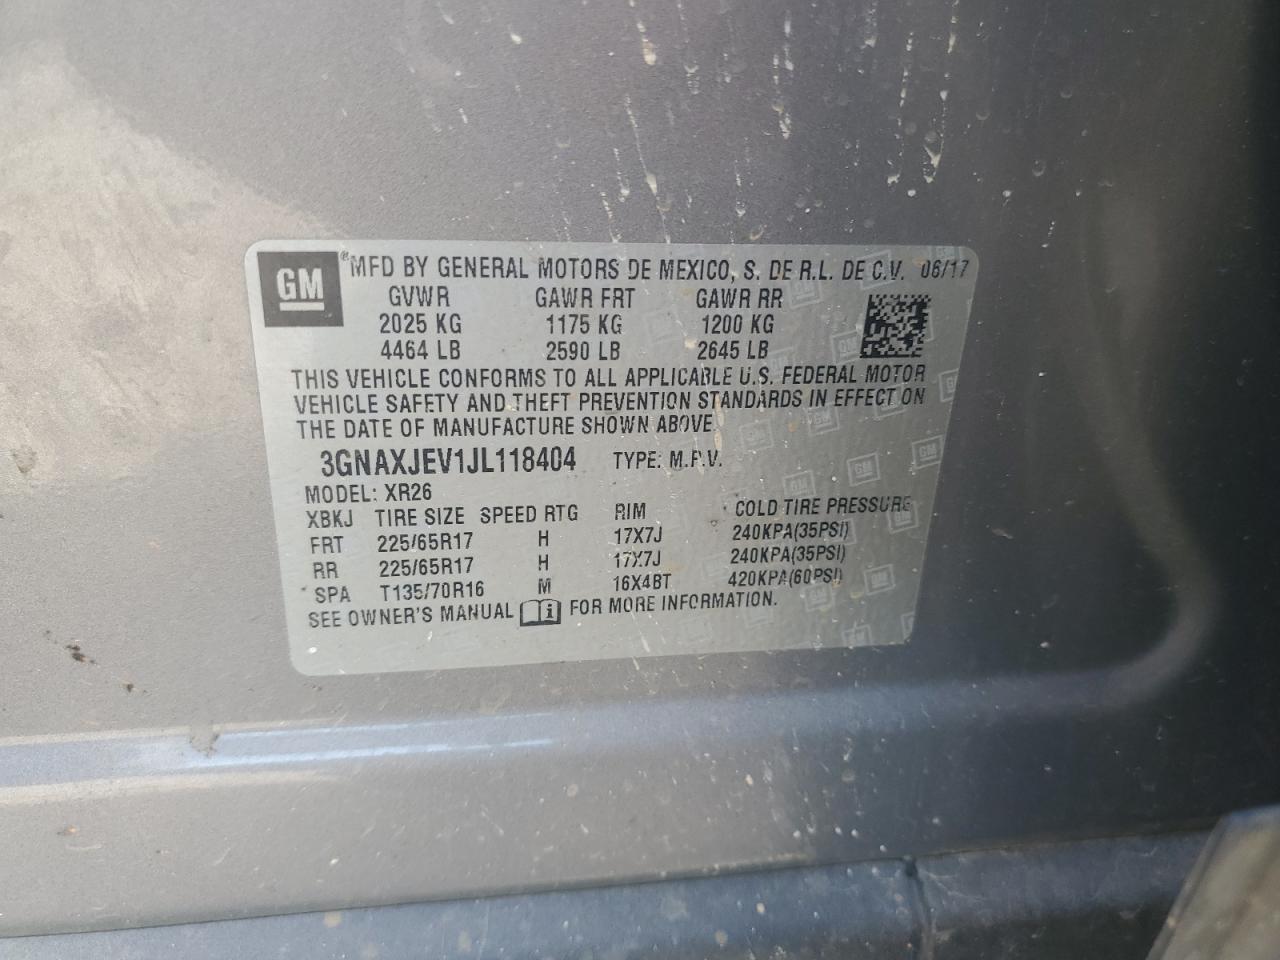 GM
®MFD BY GENERAL MOTORS DE MEXICO, S. DE R.L. DE C.V. 06/17
GVWR GAWR FRT GAWR RR
2025 KG 1175 KG 1200 KG
4464 LB 2590 LB 2645 LB
THIS VEHICLE CONFORMS TO ALL APPLICABLE U.S. FEDERAL MOTOR
VEHICLE SAFETY AND THEFT PREVENTION STANDARDS IN EFFECT ON
THE DATE OF MANUFACTURE SHOWN ABOVE.
3GNAXJEV1JL118404 TYPE: M.P.V.
MODEL: XR26
XBKJ TIRE SIZE SPEED RTG RIM COLD TIRE PRESSURE
FRT 225/65R17 H 17X7J 240KPA(35PSI)
RR 225/65R17 H 17X7J 240KPA(35PSI)
SPA T135/70R16 M 16X4BT 420KPA(60PSI)
SEE OWNER'S MANUAL i FOR MORE INFORMATION.